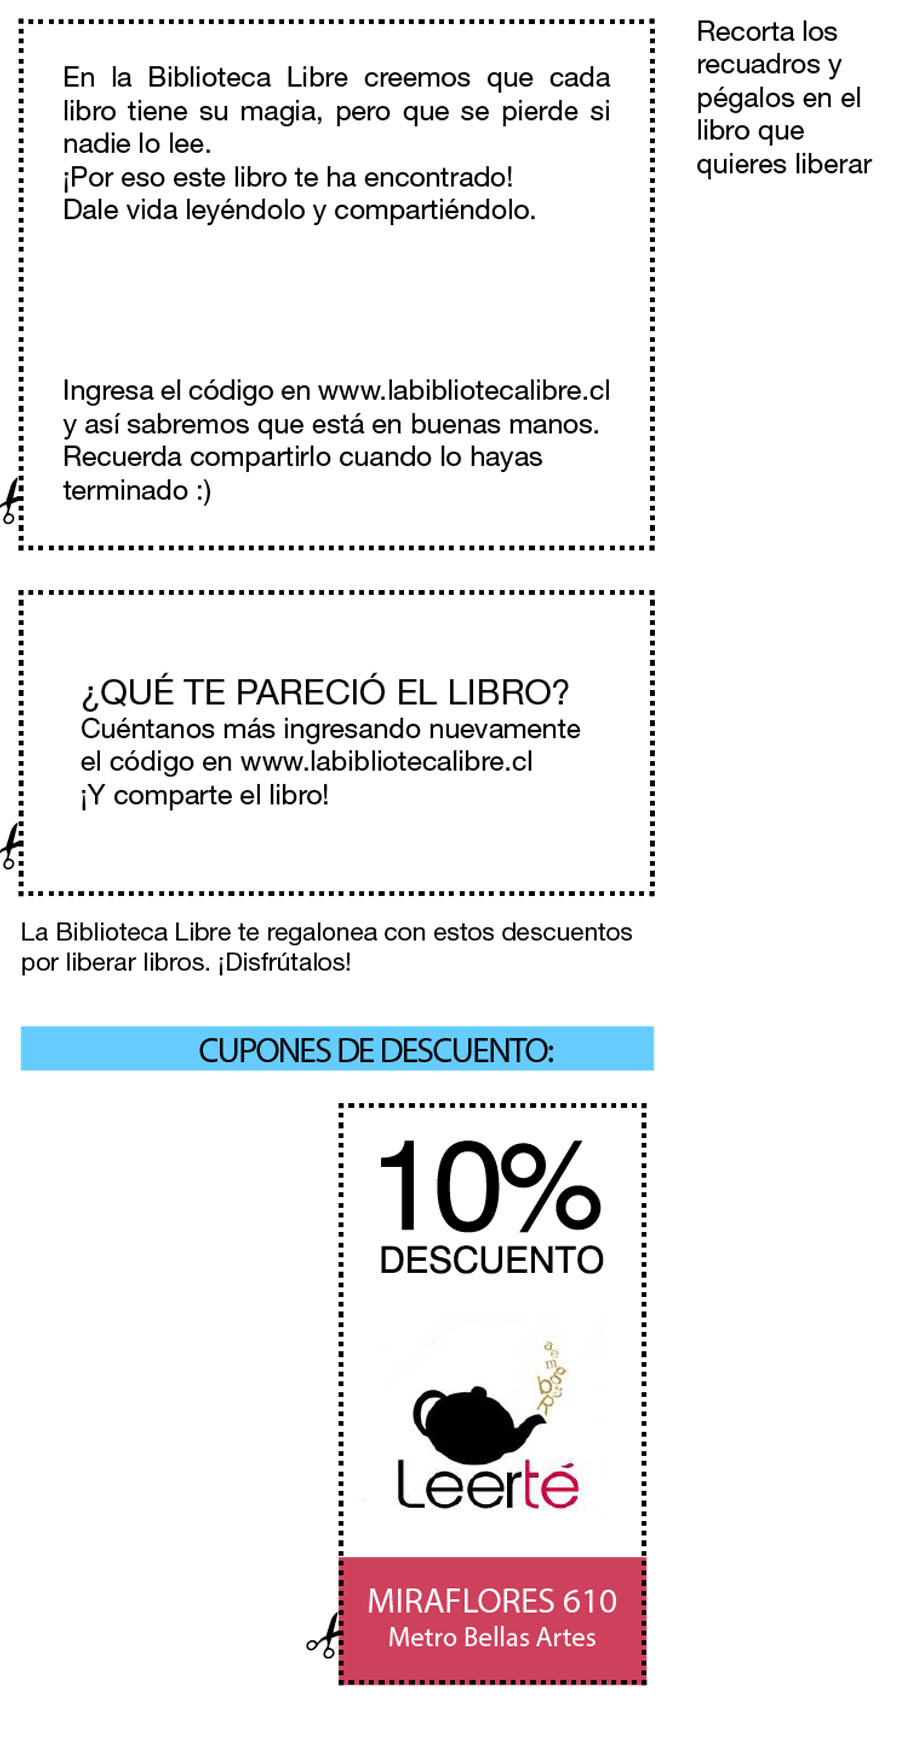 En la Biblioteca Libre creemos que cada
libro tiene su magia, pero que se pierde si
nadie lo lee.
¡Por eso este libro te ha encontrado!
Dale vida leyéndolo y compartiéndolo.
Ingresa el código en www.labibliotecalibre.cl
y así sabremos que está en buenas manos.
Recuerda compartirlo cuando lo hayas
terminado :)
Recorta los
recuadros y
pégalos en el
libro que
quieres liberar
¿QUÉ TE PARECIÓ EL LIBRO?
Cuéntanos más ingresando nuevamente
el código en www.labibliotecalibre.cl
¡Y comparte el libro!
La Biblioteca Libre te regalonea con estos descuentos
por liberar libros. ¡Disfrútalos!
CUPONES DE DESCUENTO:
10%
DESCUENTO
Leerté
MIRAFLORES 610
Metro Bellas Artes